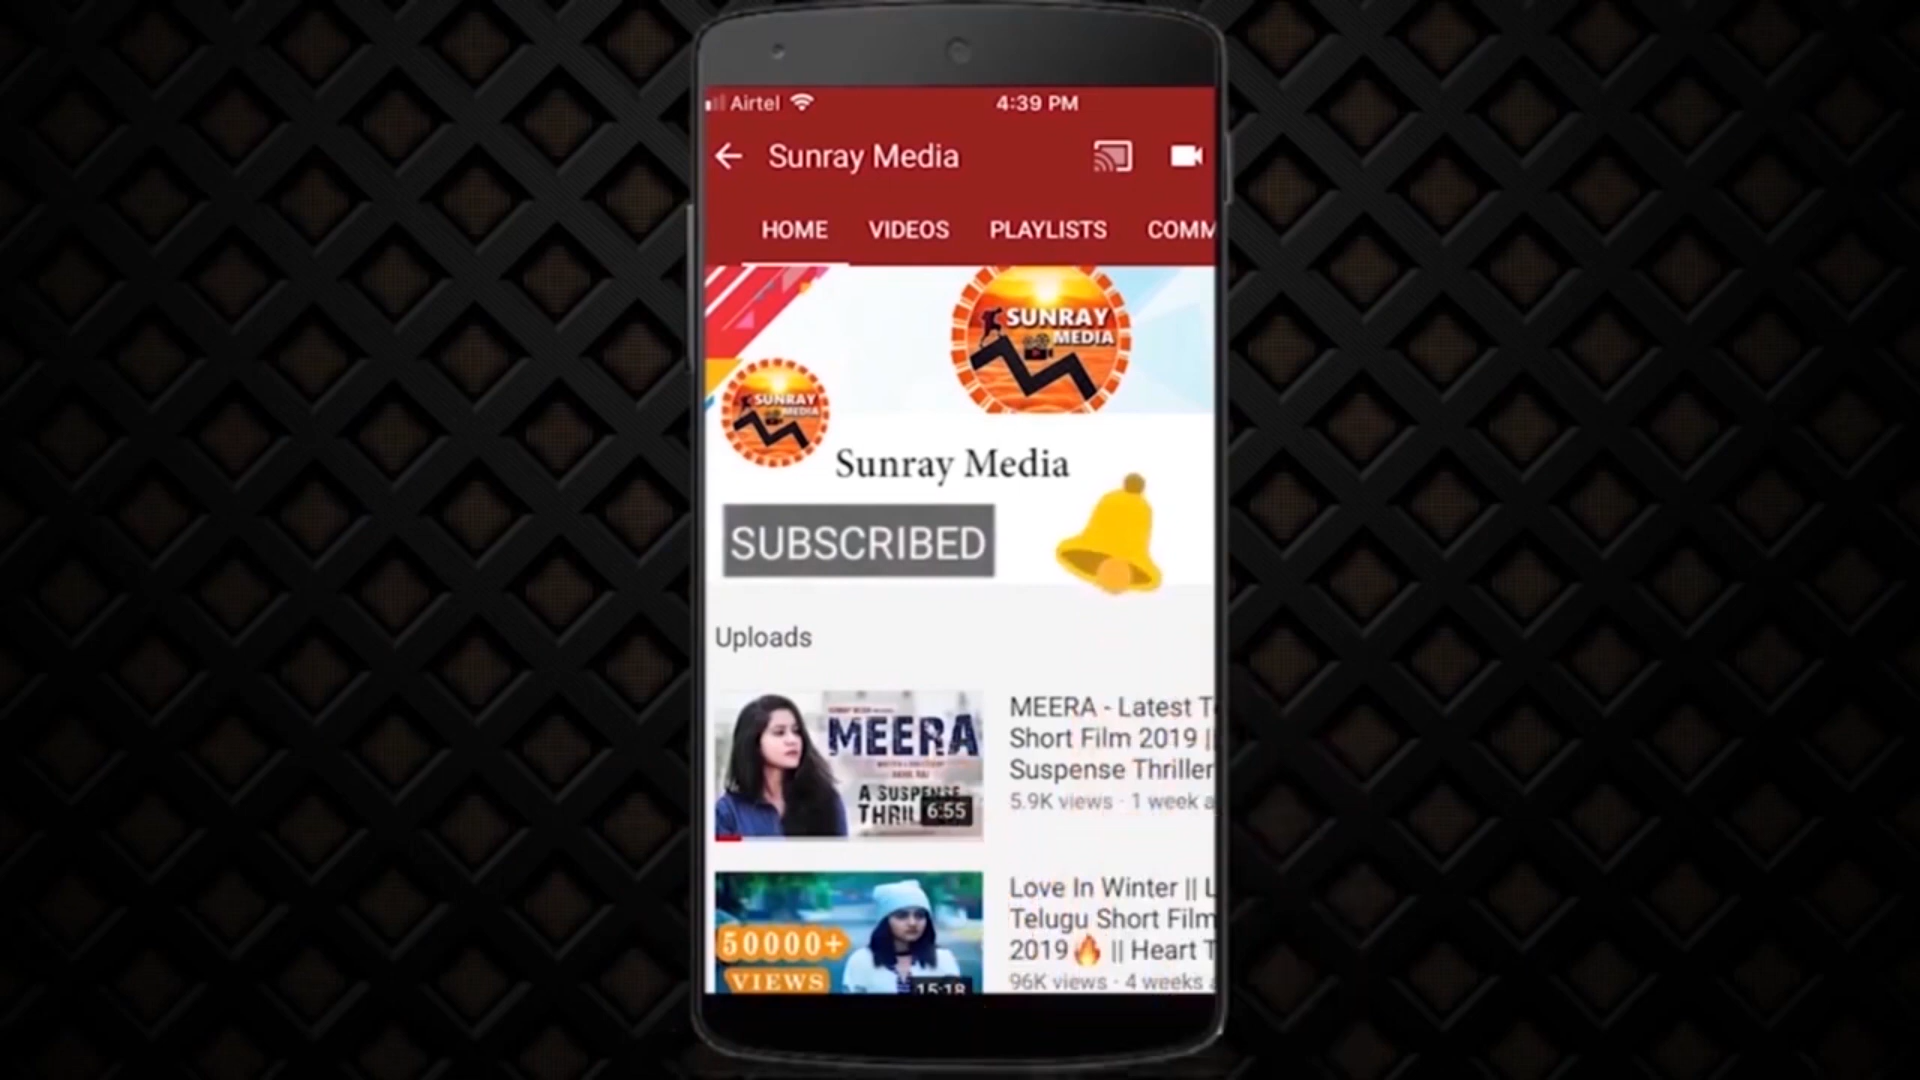 Airtel
4:39 PM
Sunray Media
HOME
VIDEOS
PLAYLISTS
COMM
SUNRAY
MEDIA
SUNRAY
MEDIA
Sunray Media
SUBSCRIBED
Uploads
MEERA
A SUSPENSE
THRIL
6:55
MEERA - Latest T
Short Film 2019 ||
Suspense Thriller
5.9K views · 1 week a
50000+
VIEWS
15:18
Love In Winter || L
Telugu Short Film
2019🔥 || Heart T
96K views · 4 weeks a